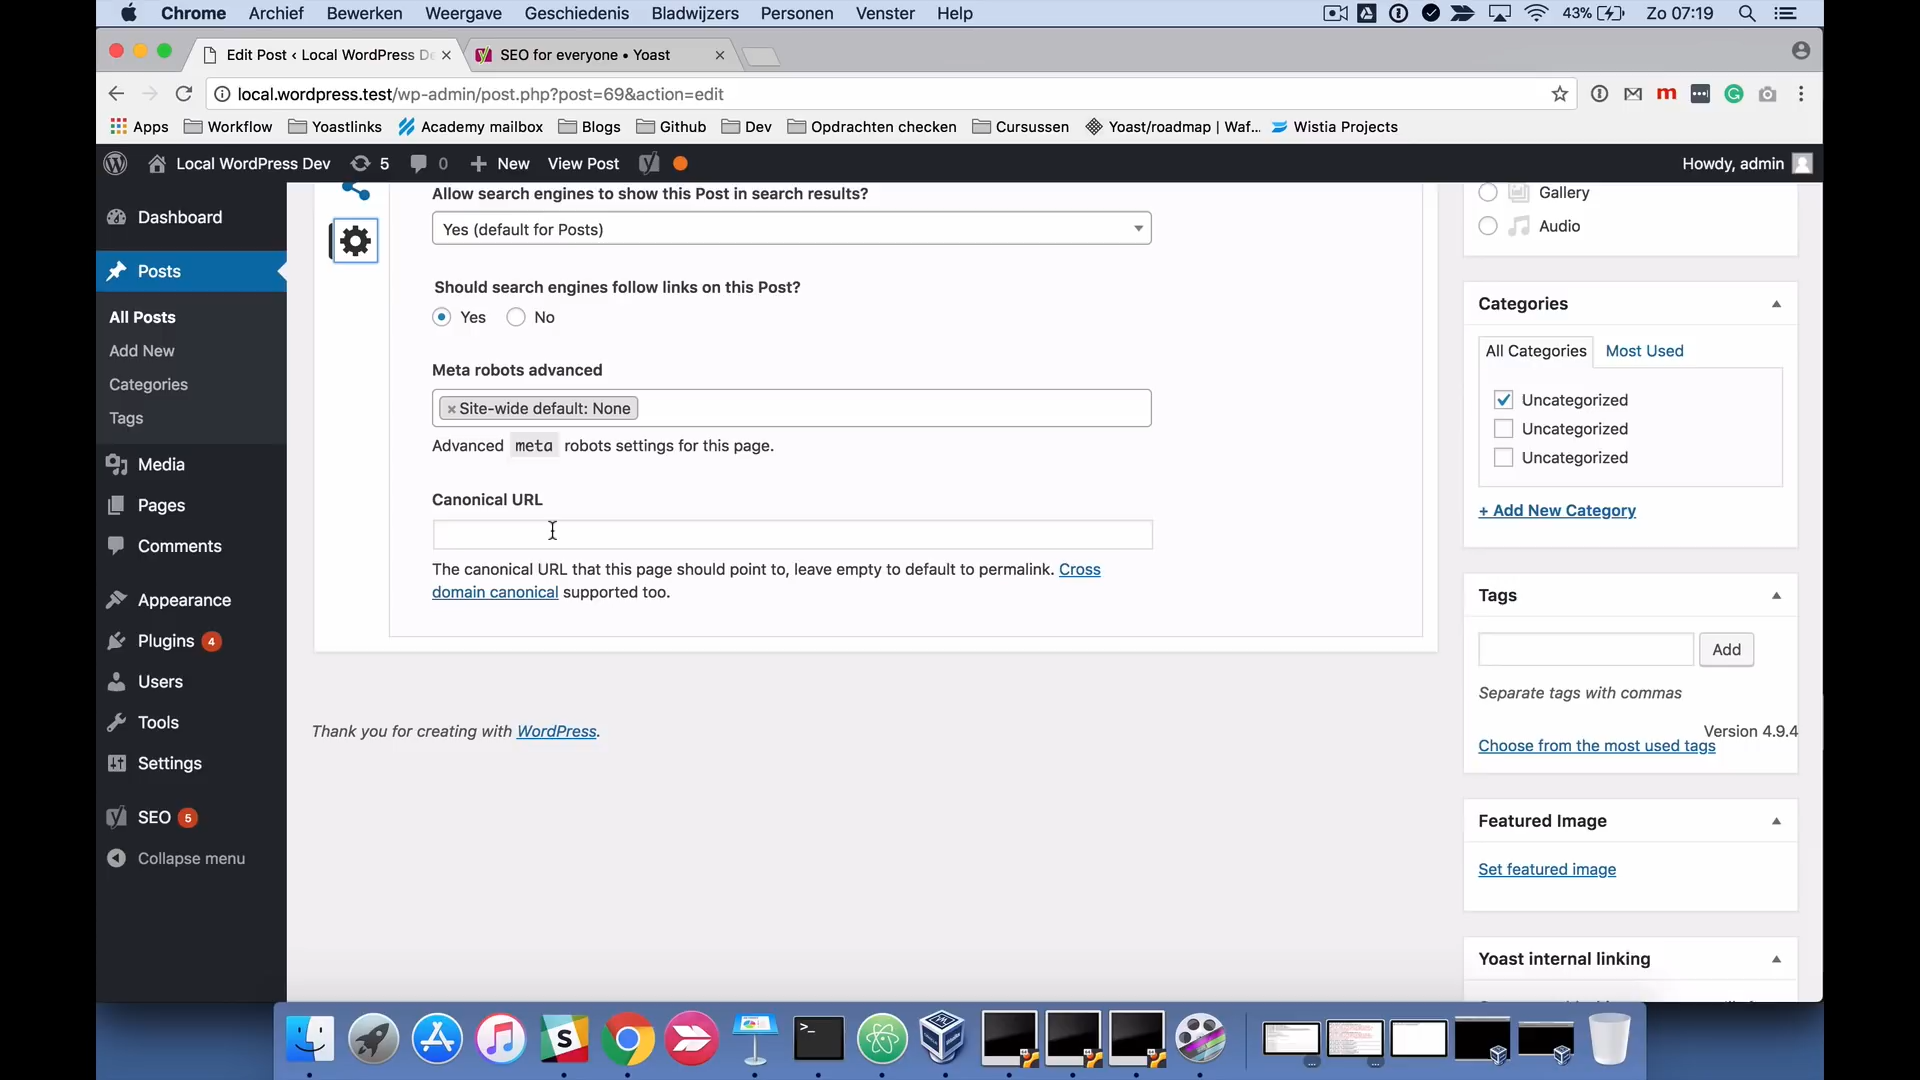 Chrome Archief Bewerken Weergave Geschiedenis Bladwijzers Personen Venster Help 43% Zo 07:19
Edit Post ‹ Local WordPress De SEO for everyone • Yoast
local.wordpress.test/wp-admin/post.php?post=69&action=edit
Apps Workflow Yoastlinks Academy mailbox Blogs Github Dev Opdrachten checken Cursussen Yoast/roadmap | Waf... Wistia Projects
Local WordPress Dev 5 0 New View Post Howdy, admin
Dashboard
Posts
All Posts
Add New
Categories
Tags
Media
Pages
Comments
Appearance
Plugins 4
Users
Tools
Settings
SEO 5
Collapse menu
Allow search engines to show this Post in search results?
Yes (default for Posts)
Should search engines follow links on this Post?
Yes No
Meta robots advanced
×Site-wide default: None
Advanced meta robots settings for this page.
Canonical URL
The canonical URL that this page should point to, leave empty to default to permalink. Cross
domain canonical supported too.
Thank you for creating with WordPress.
Gallery
Audio
Categories
All Categories Most Used
Uncategorized
Uncategorized
Uncategorized
+ Add New Category
Tags
Add
Separate tags with commas
Version 4.9.4
Choose from the most used tags
Featured Image
Set featured image
Yoast internal linking